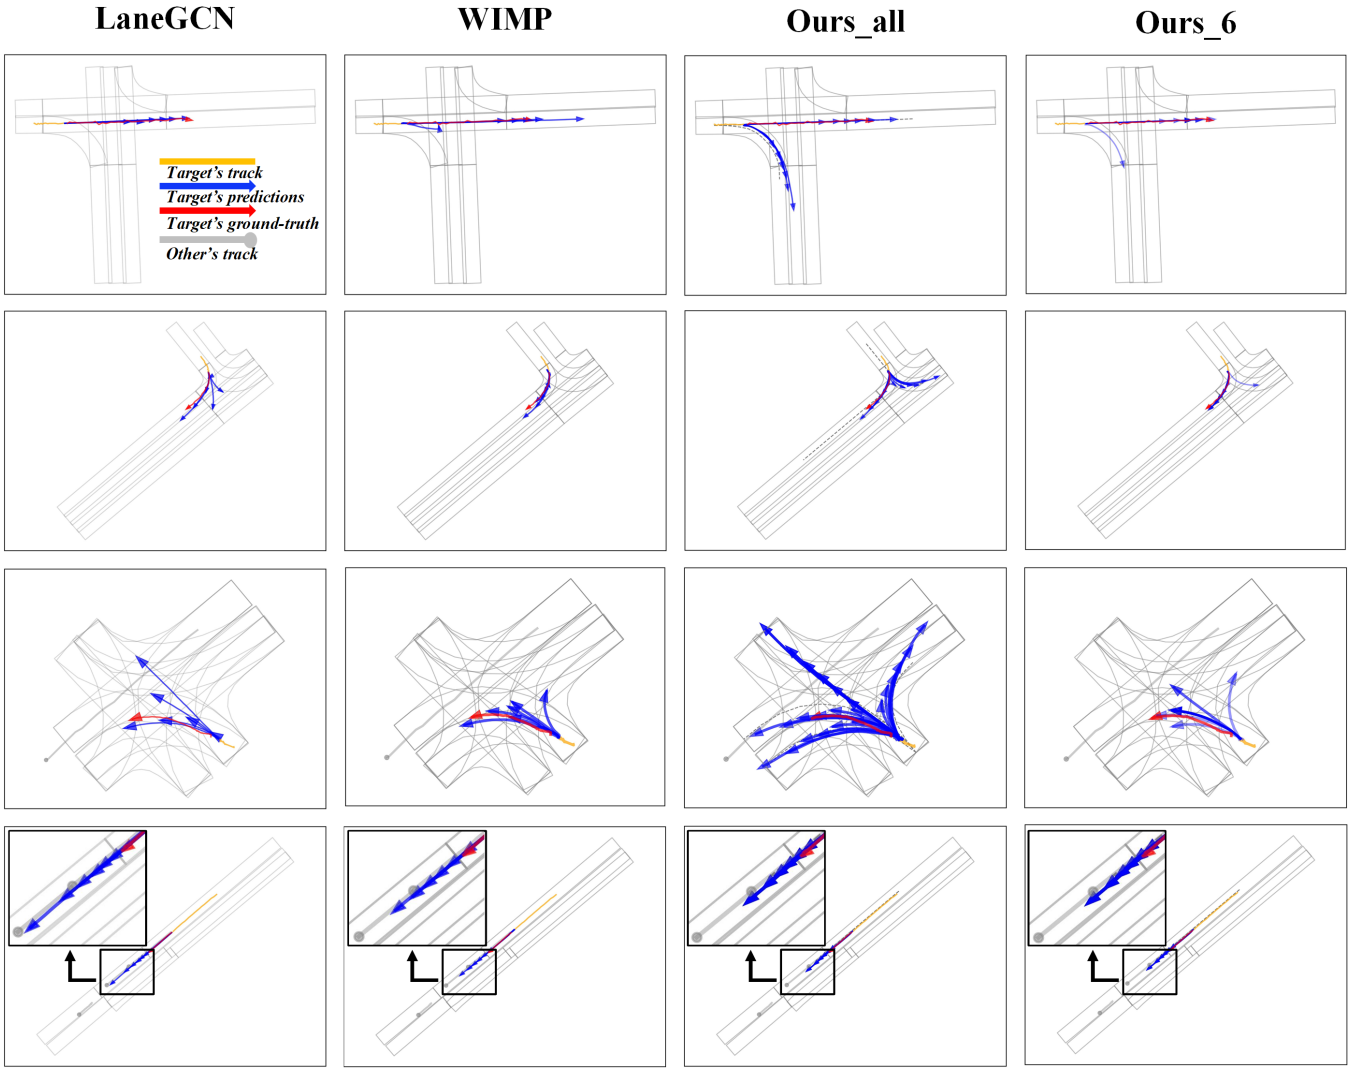 LaneGCN
WIMP
Ours_all
Ours_6
Target's track
Target's predictions
Target's ground-truth
Other's track